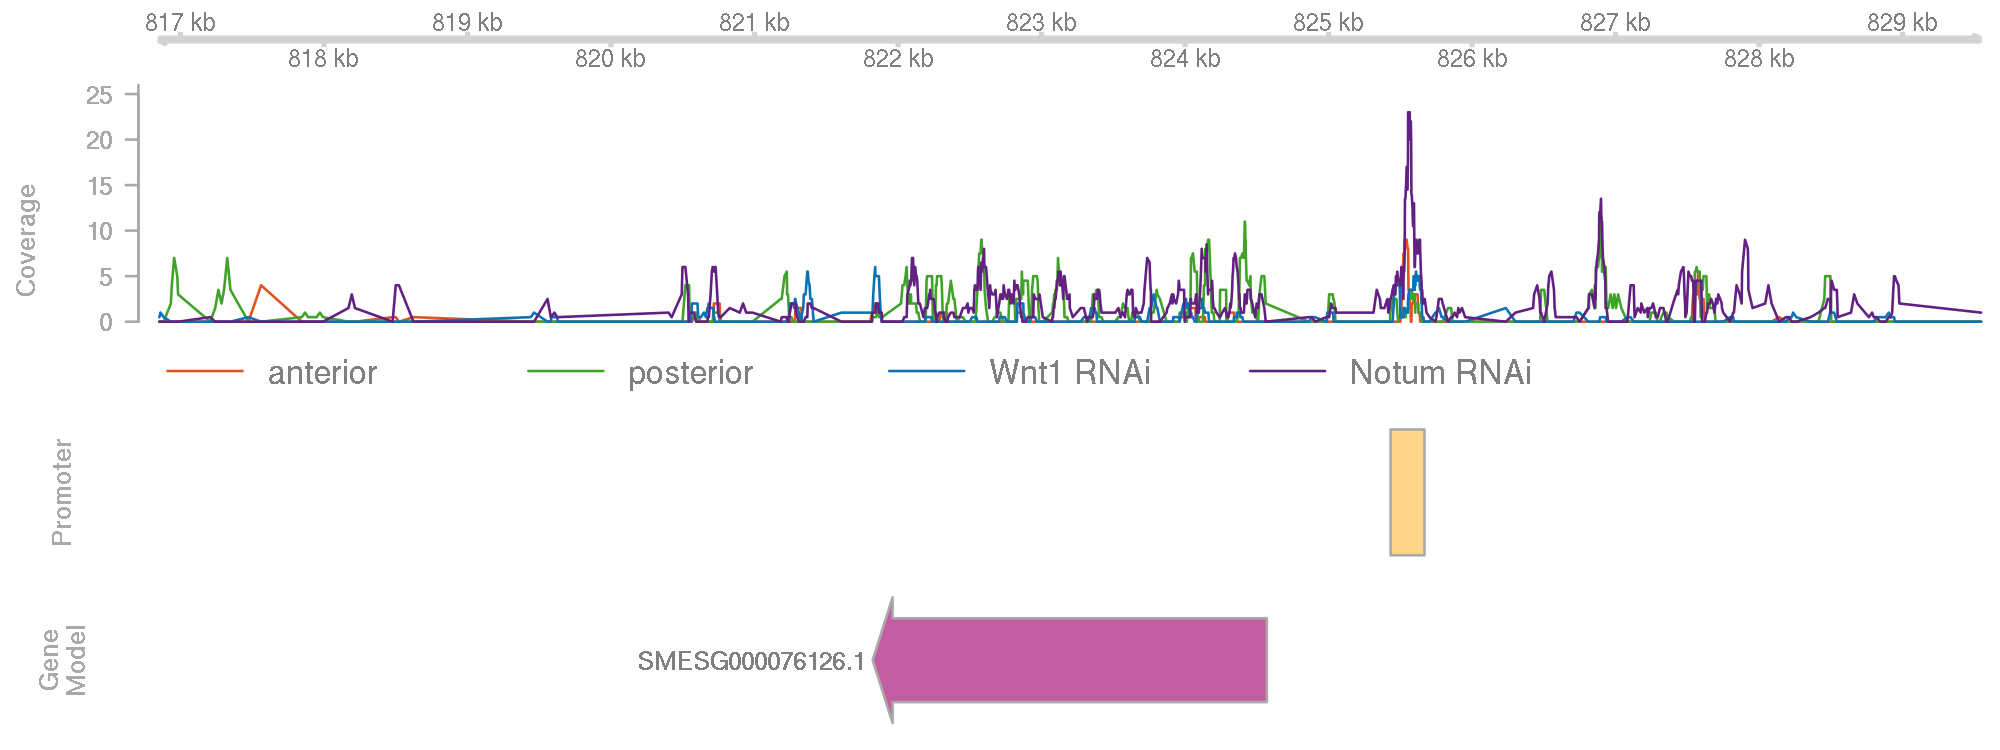 817 kb 819 kb 821 kb 823 kb 825 kb 827 kb 829 kb
818 kb 820 kb 822 kb 824 kb 826 kb 828 kb
25
20
15
10
5
0
Coverage
anterior posterior Wnt1 RNAi Notum RNAi
Promoter
Gene
Model
SMESG000076126.1